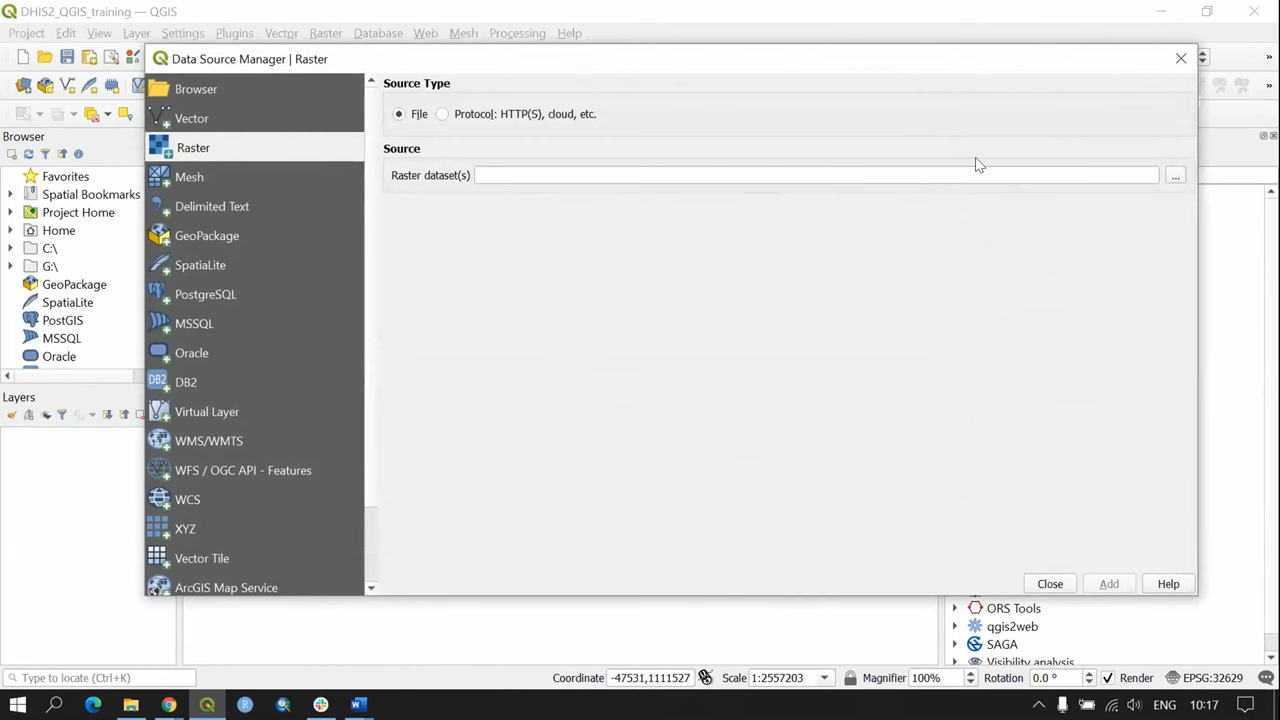 DHIS2_QGIS_training — QGIS
Project Edit View Layer Settings Plugins Vector Raster Database Web Mesh Processing Help
Data Source Manager | Raster
Browser
Vector
Raster
Mesh
Delimited Text
GeoPackage
SpatiaLite
PostgreSQL
MSSQL
Oracle
DB2
Virtual Layer
WMS/WMTS
WFS / OGC API - Features
WCS
XYZ
Vector Tile
ArcGIS Map Service
Source Type
File Protocol: HTTP(S), cloud, etc.
Source
Raster dataset(s)
...
Close Add Help
Browser
Favorites
Spatial Bookmarks
Project Home
Home
C:\
G:\
GeoPackage
SpatiaLite
PostGIS
MSSQL
Oracle
Layers
ORS Tools
qgis2web
SAGA
Visibility analysis
Type to locate (Ctrl+K)
Coordinate -47531,1111527 Scale 1:2557203 Magnifier 100% Rotation 0.0 ° Render EPSG:32629
ENG 10:17